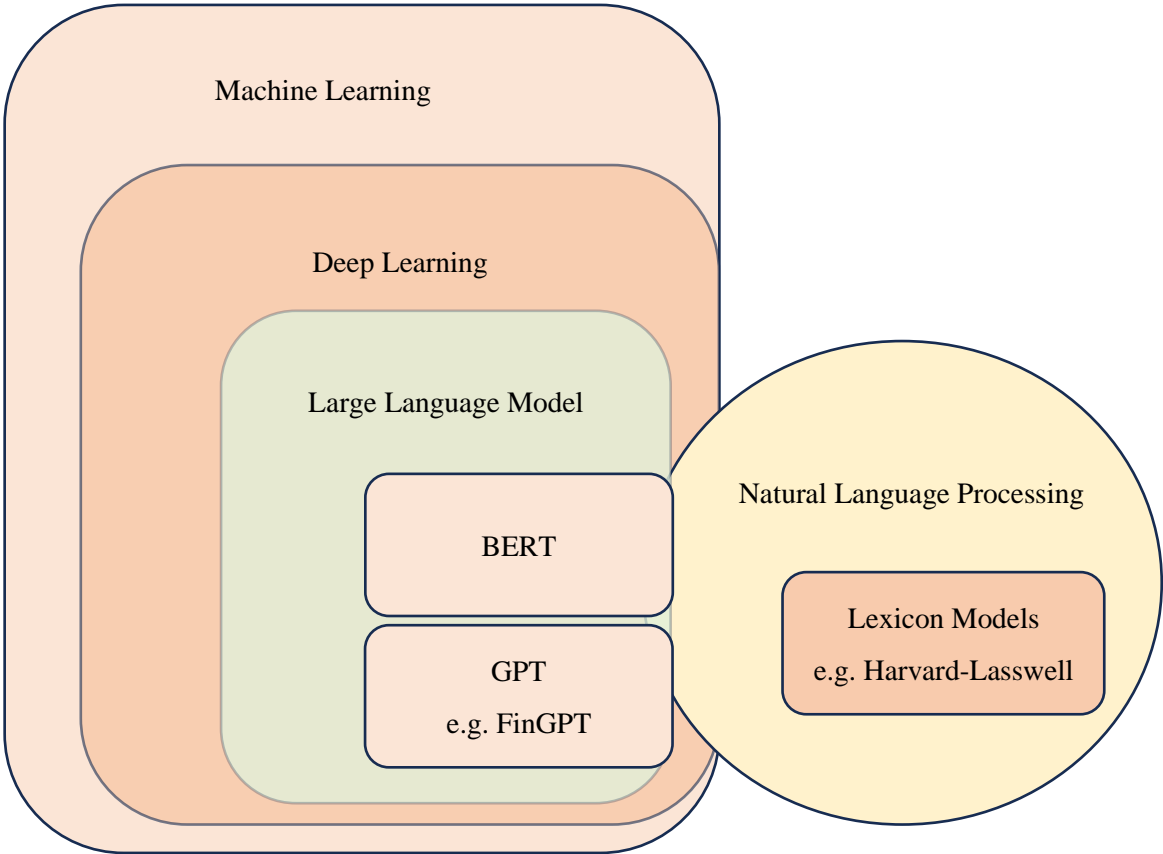 Machine Learning
Deep Learning
Large Language Model
Natural Language Processing
BERT
Lexicon Models
e.g. Harvard-Lasswell
GPT
e.g. FinGPT